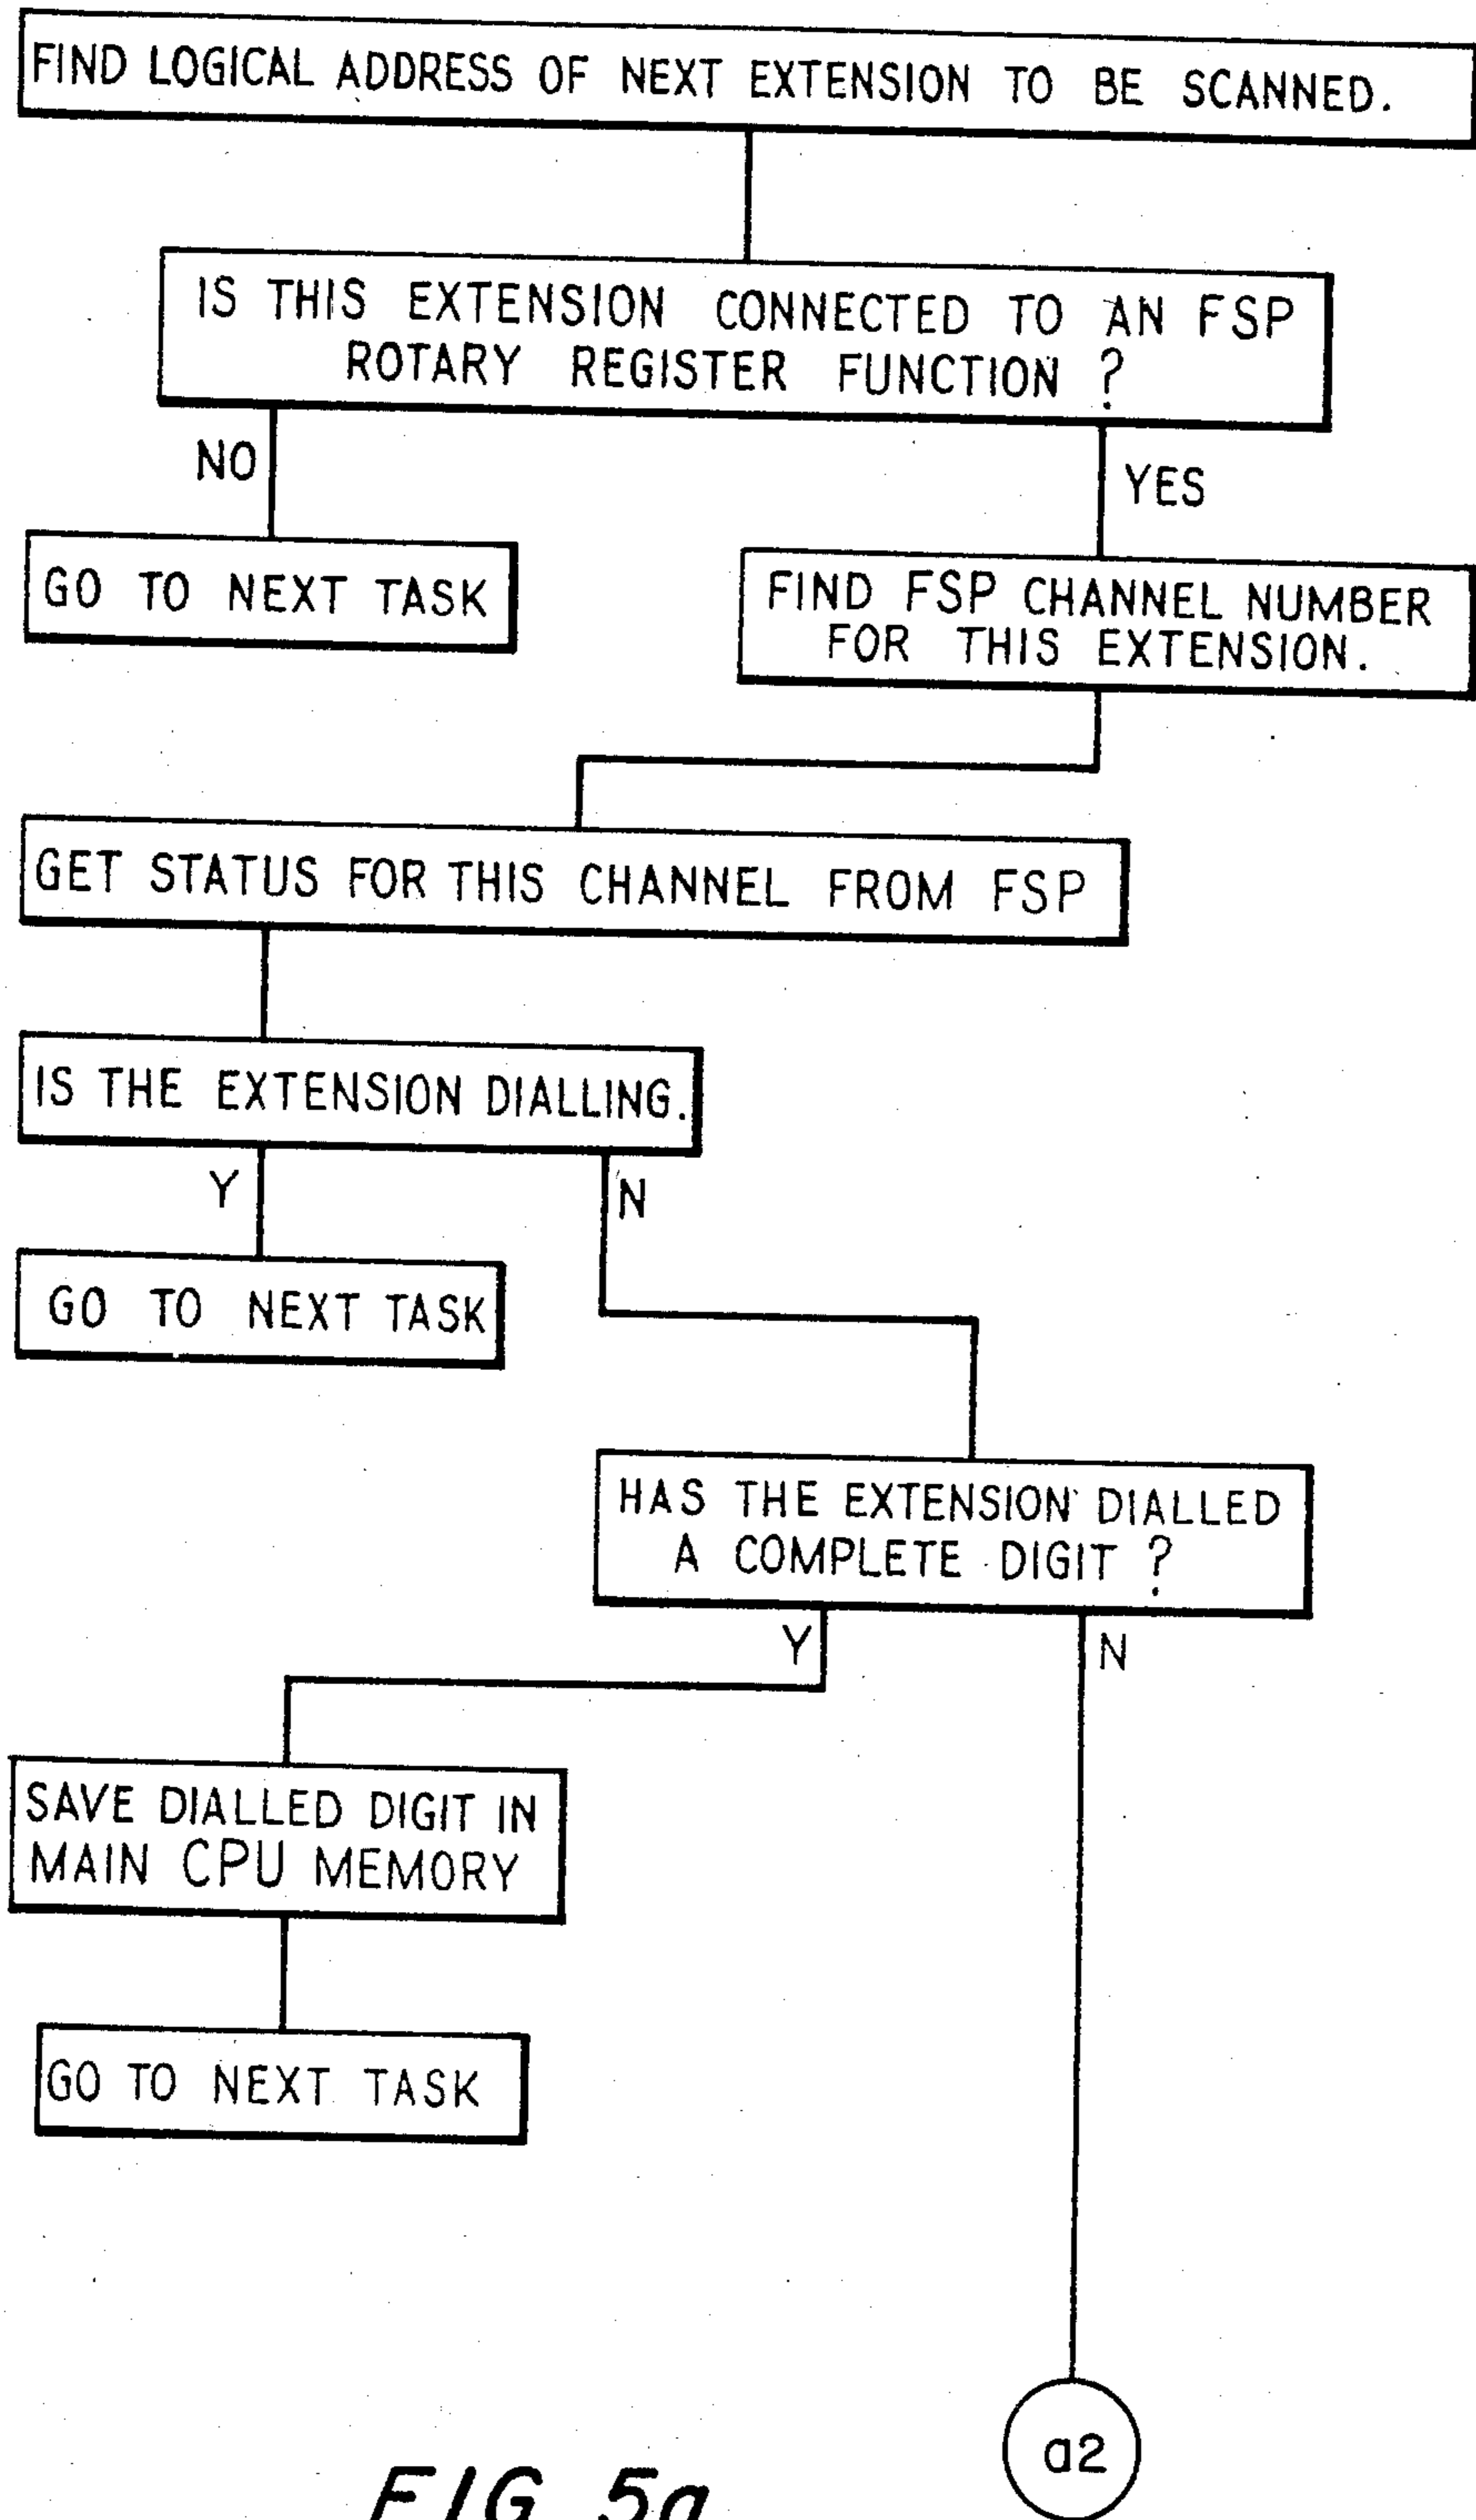 FIND LOGICAL ADDRESS OF NEXT EXTENSION TO BE SCANNED.
IS THIS EXTENSION CONNECTED TO AN FSP
ROTARY REGISTER FUNCTION ?
NO
YES
GO TO NEXT TASK
FIND FSP CHANNEL NUMBER
FOR THIS EXTENSION.
GET STATUS FOR THIS CHANNEL FROM FSP
IS THE EXTENSION DIALLING.
Y
N
GO TO NEXT TASK
HAS THE EXTENSION DIALLED
A COMPLETE DIGIT ?
Y
N
SAVE DIALLED DIGIT IN
MAIN CPU MEMORY
GO TO NEXT TASK
a2
FIG 5a